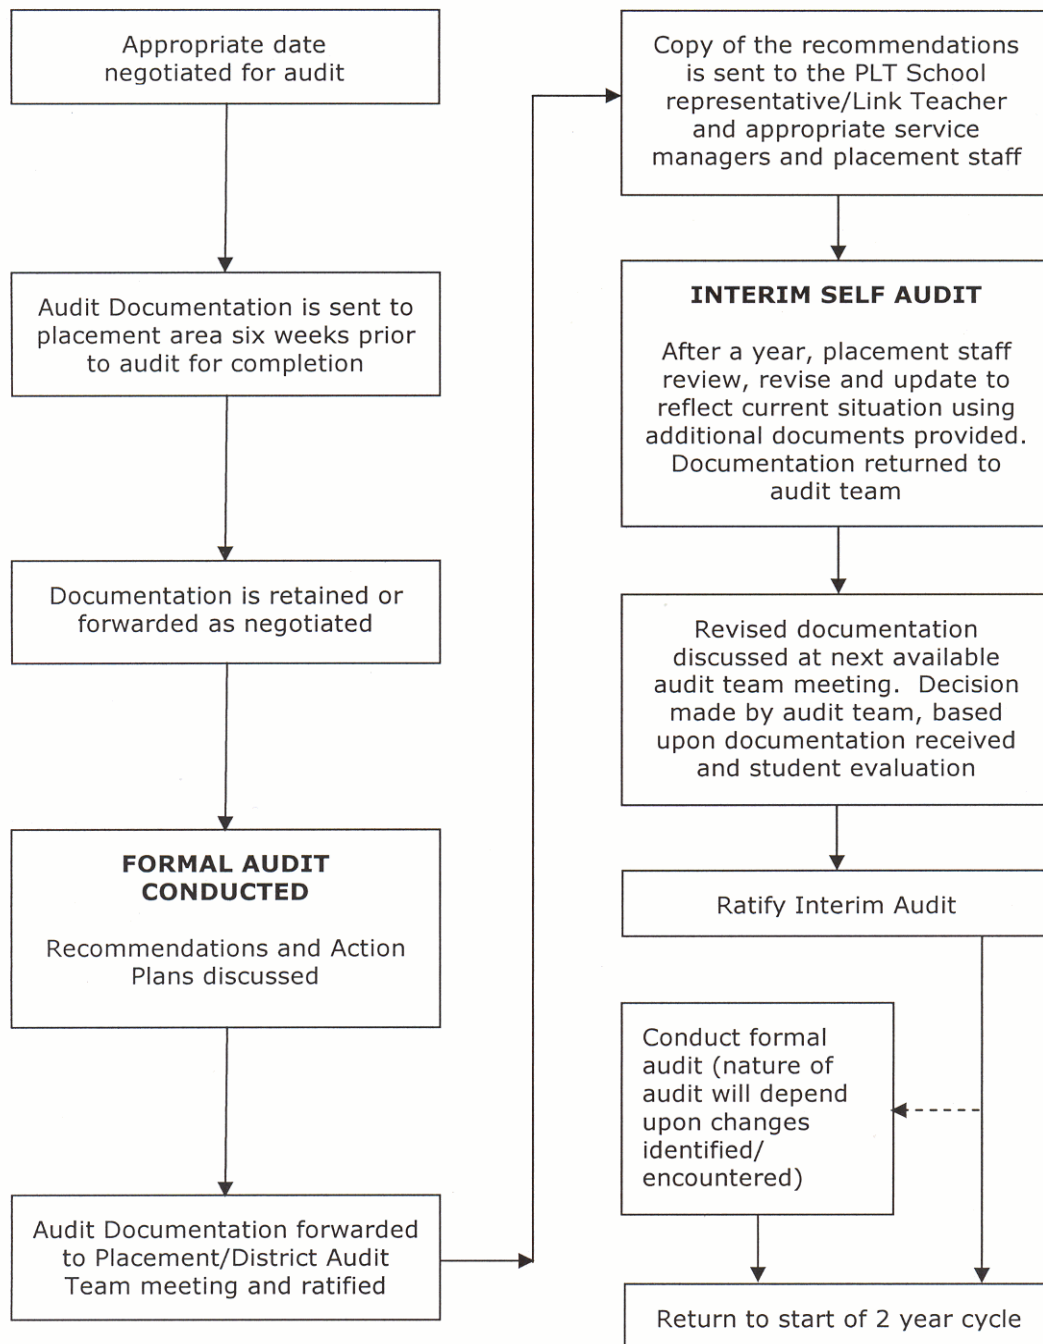 Appropriate date
negotiated for audit
Audit Documentation is sent to
placement area six weeks prior
to audit for completion
Documentation is retained or
forwarded as negotiated
FORMAL AUDIT
CONDUCTED
Recommendations and Action
Plans discussed
Audit Documentation forwarded
to Placement/District Audit
Team meeting and ratified
Copy of the recommendations
is sent to the PLT School
representative/Link Teacher
and appropriate service
managers and placement staff
INTERIM SELF AUDIT
After a year, placement staff
review, revise and update to
reflect current situation using
additional documents provided.
Documentation returned to
audit team
Revised documentation
discussed at next available
audit team meeting.  Decision
made by audit team, based
upon documentation received
and student evaluation
Ratify Interim Audit
Conduct formal
audit (nature of
audit will depend
upon changes
identified/
encountered)
Return to start of 2 year cycle